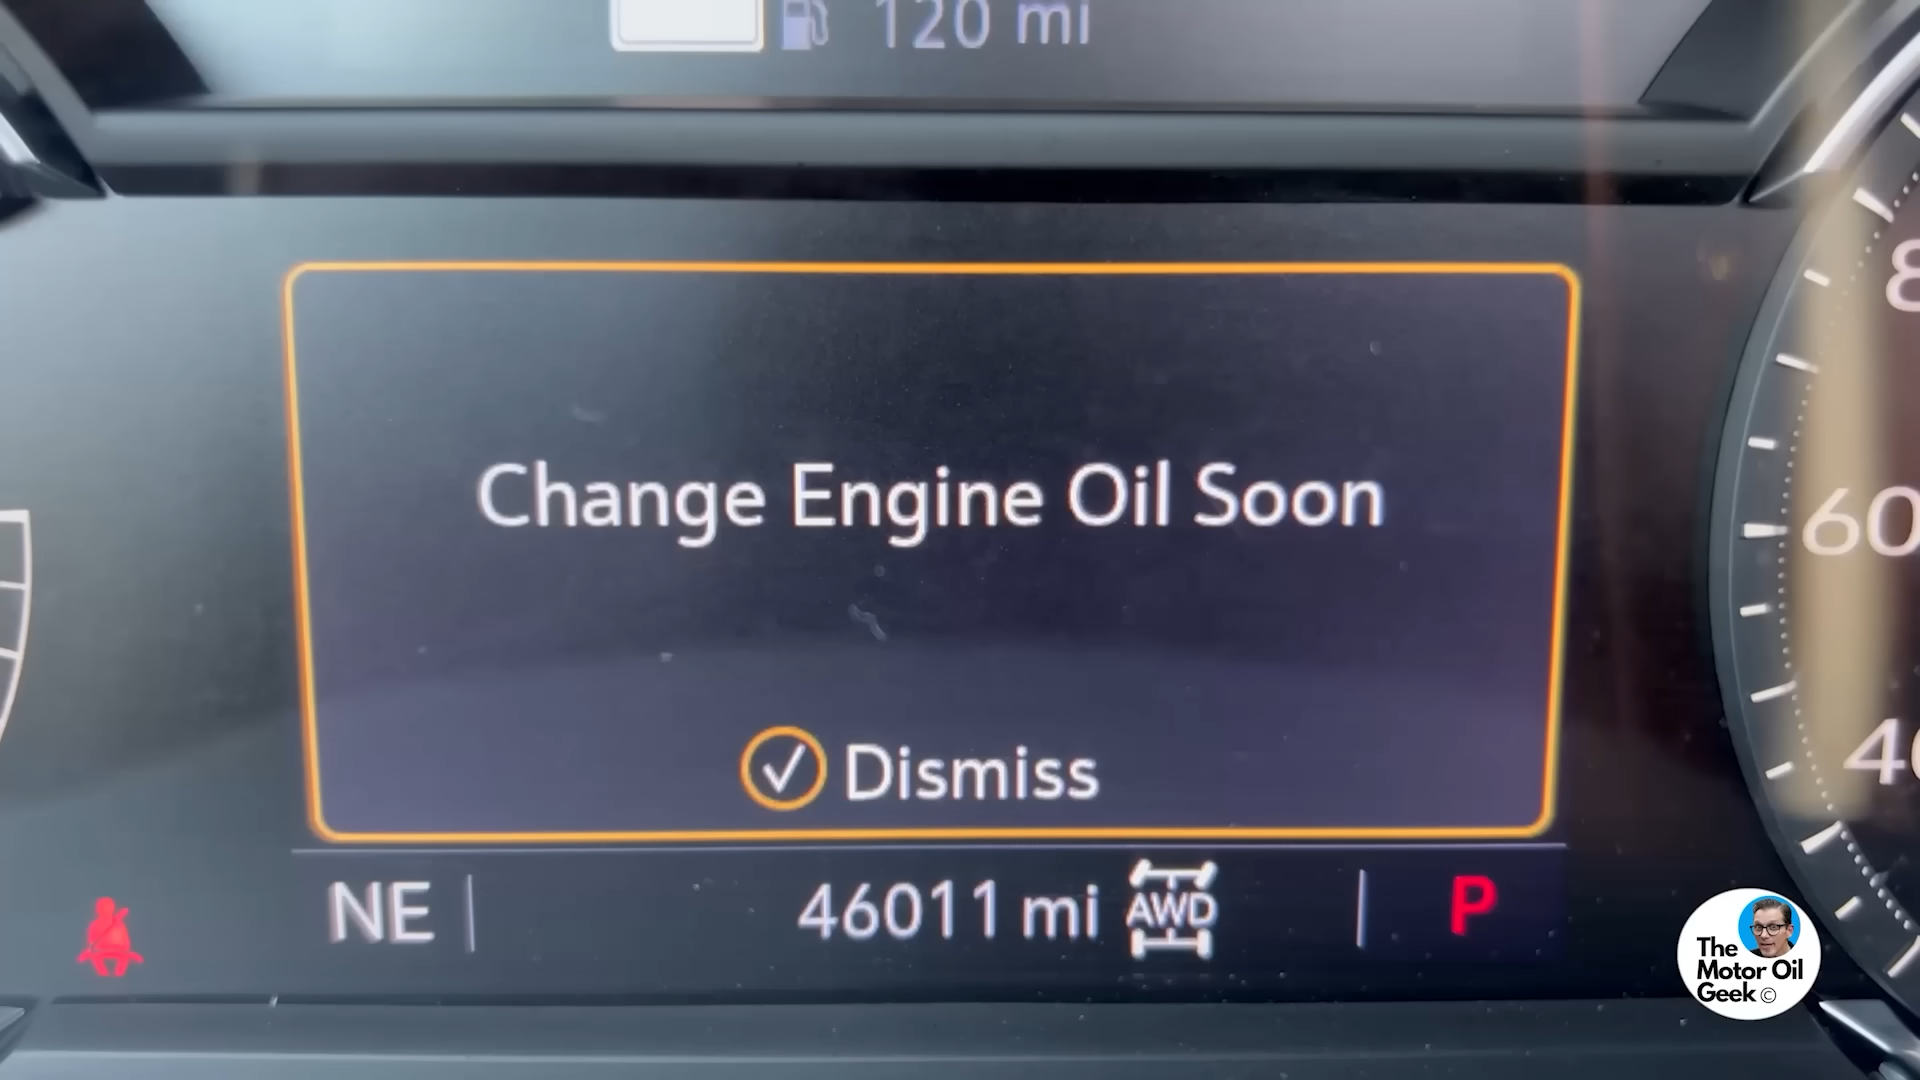 120 mi
Change Engine Oil Soon
Dismiss
60
NE
46011 mi
AWD
P
The
Motor Oil
Geek ©